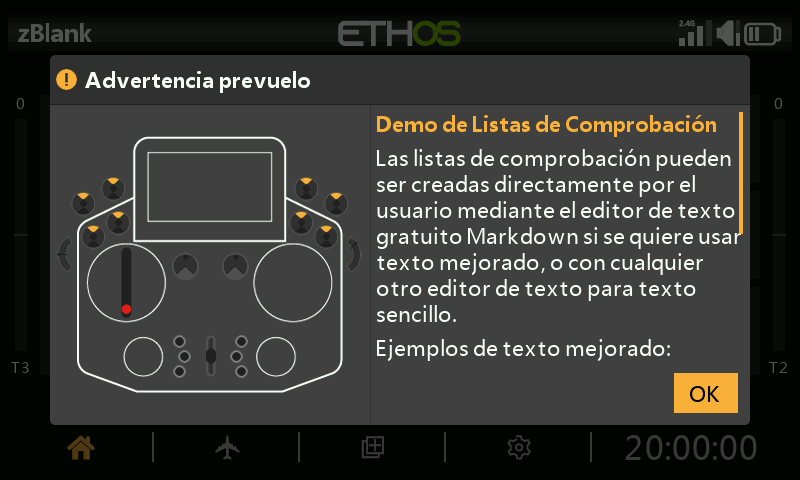 zBlank
ETHOS
2.4G
Advertencia prevuelo
0
0
Demo de Listas de Comprobación
Las listas de comprobación pueden
ser creadas directamente por el
usuario mediante el editor de texto
gratuito Markdown si se quiere usar
texto mejorado, o con cualquier
otro editor de texto para texto
sencillo.
Ejemplos de texto mejorado:
T3
T2
OK
20:00:00